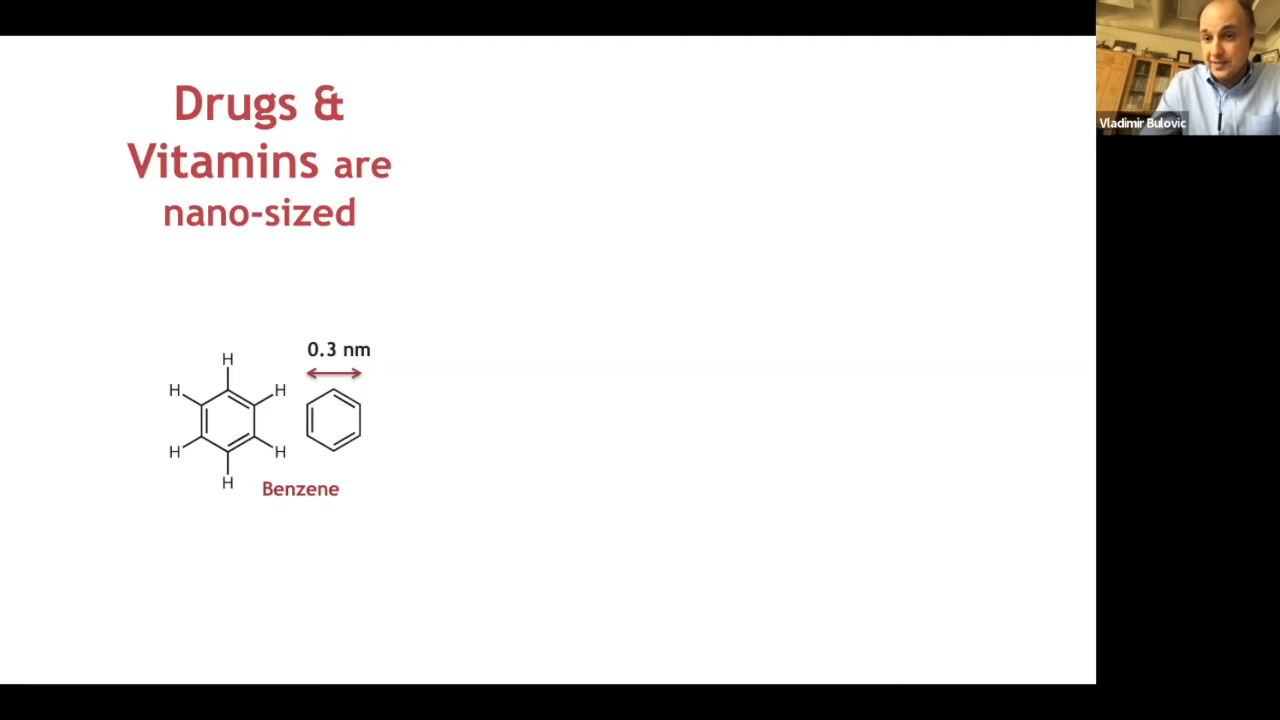 Drugs &
Vitamins are
nano-sized
0.3 nm
H
H
H
H
H
H
Benzene
Vladimir Bulovic